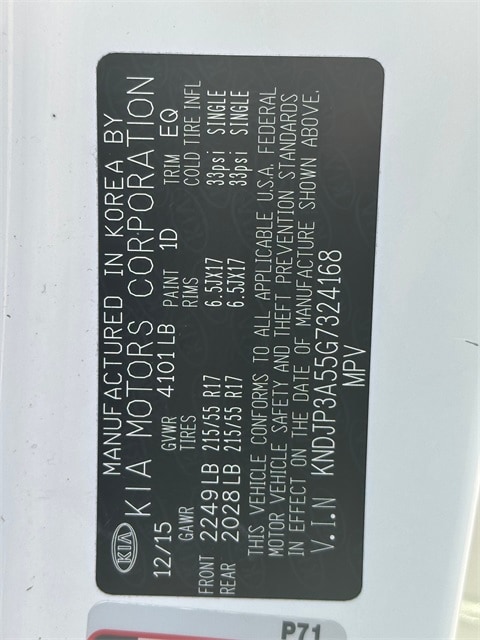 MANUFACTURED IN KOREA BY
KIA KIA MOTORS CORPORATION
12/15 GVWR 4101LB PAINT 1D TRIM EQ
GAWR TIRES RIMS COLD TIRE INFL
FRONT 2249LB 215/55 R17 6.5JX17 33psi SINGLE
REAR 2028LB 215/55 R17 6.5JX17 33psi SINGLE
THIS VEHICLE CONFORMS TO ALL APPLICABLE U.S.A. FEDERAL
MOTOR VEHICLE SAFETY AND THEFT PREVENTION STANDARDS
IN EFFECT ON THE DATE OF MANUFACTURE SHOWN ABOVE.
V.I.N KNDJP3A55G7324168
MPV
P71